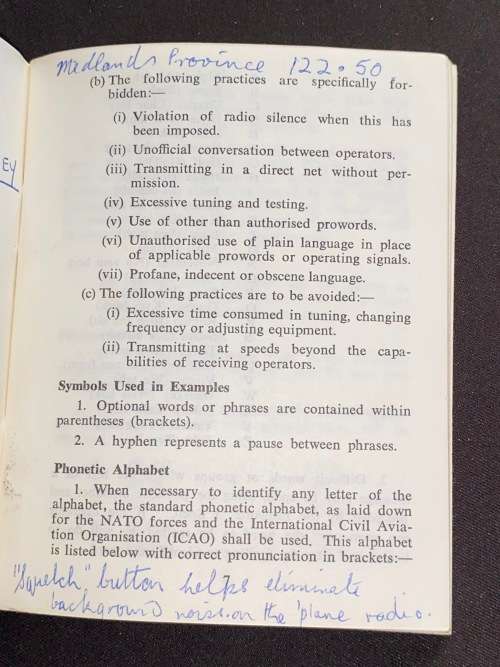 Medlands Province 122.50
(b) The following practices are specifically for-
bidden:—
(i) Violation of radio silence when this has
been imposed.
(ii) Unofficial conversation between operators.
(iii) Transmitting in a direct net without per-
mission.
(iv) Excessive tuning and testing.
(v) Use of other than authorised prowords.
(vi) Unauthorised use of plain language in place
of applicable prowords or operating signals.
(vii) Profane, indecent or obscene language.
(c) The following practices are to be avoided:—
(i) Excessive time consumed in tuning, changing
frequency or adjusting equipment.
(ii) Transmitting at speeds beyond the capa-
bilities of receiving operators.
Symbols Used in Examples
1. Optional words or phrases are contained within
parentheses (brackets).
2. A hyphen represents a pause between phrases.
Phonetic Alphabet
1. When necessary to identify any letter of the
alphabet, the standard phonetic alphabet, as laid down
for the NATO forces and the International Civil Avia-
tion Organisation (ICAO) shall be used. This alphabet
is listed below with correct pronunciation in brackets:—
"Squelch" button helps eliminate
background noise on the 'plane radio.
EY